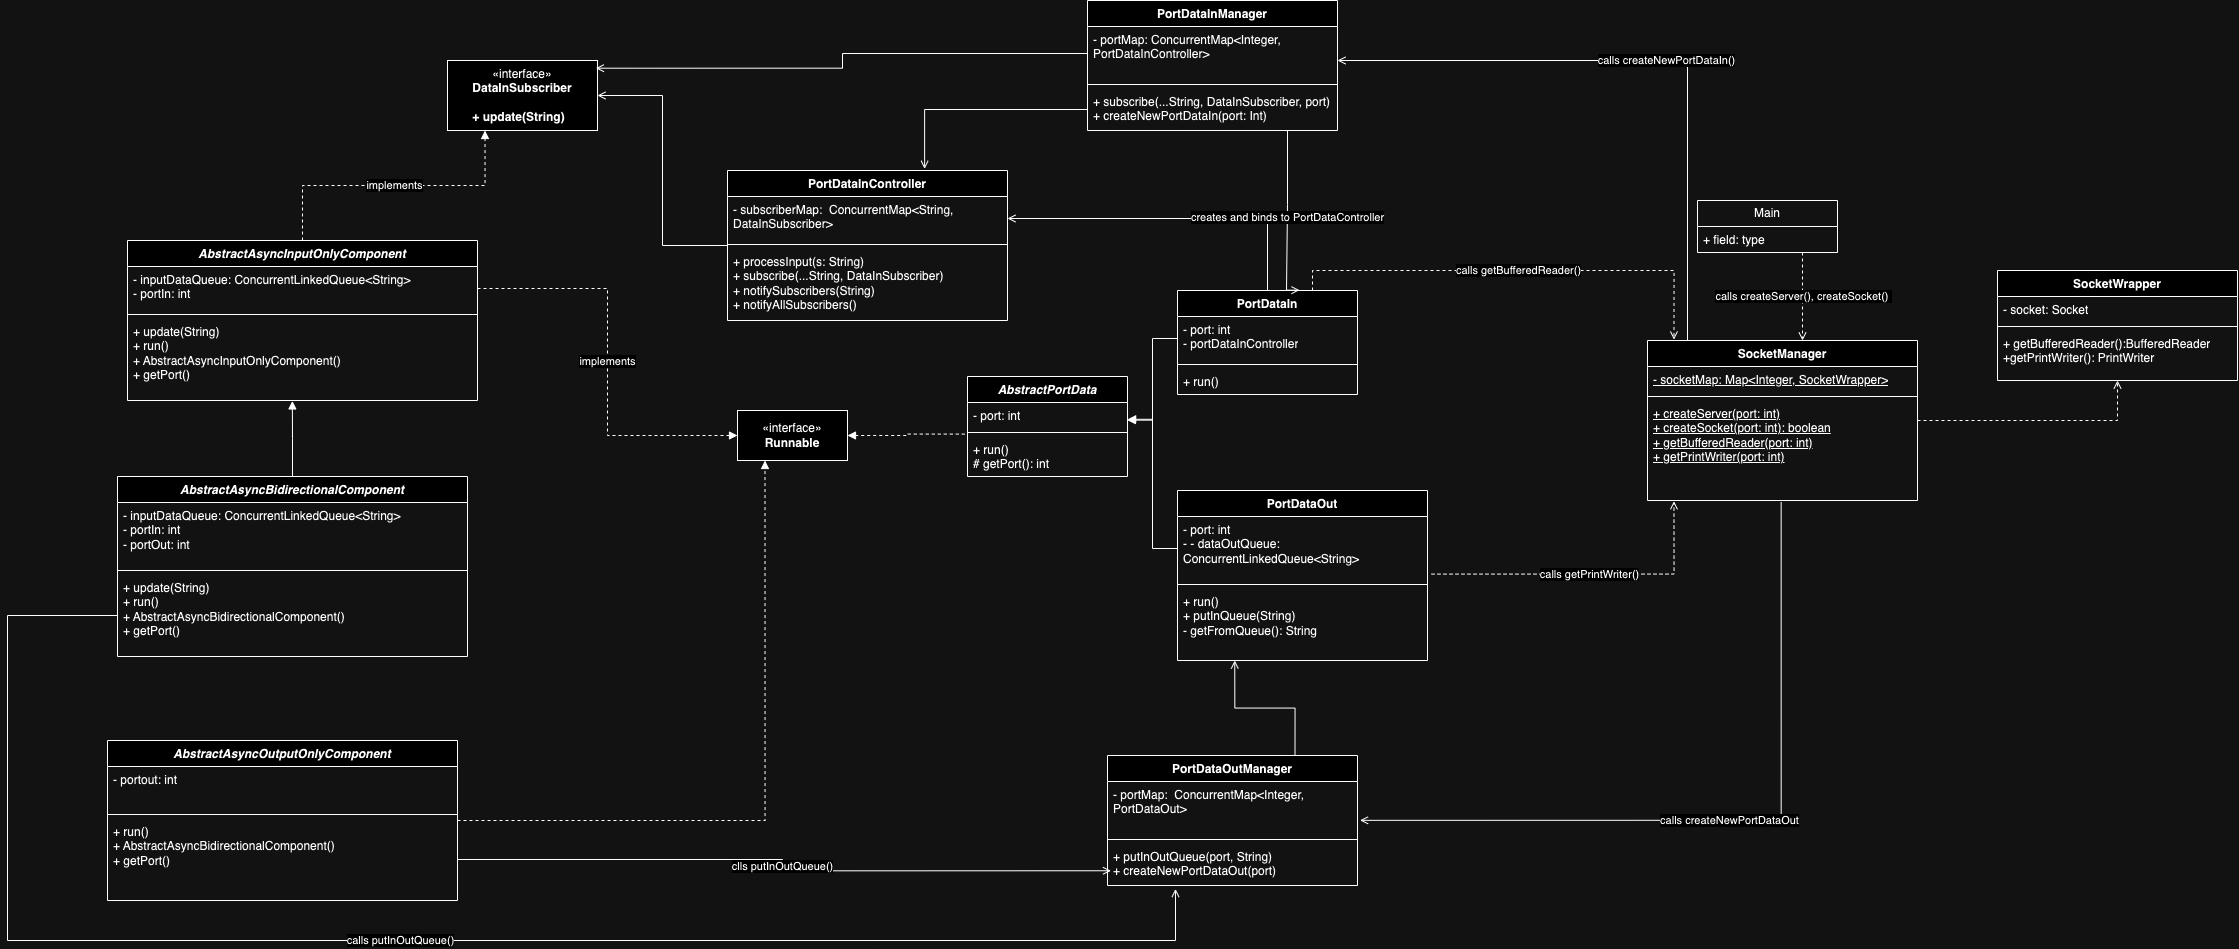 PortDataInManager
- portMap: ConcurrentMap<Integer,
PortDataInController>
+ subscribe(...String, DataInSubscriber, port)
+ createNewPortDataIn(port: Int)
calls createNewPortDataIn()
«interface»
DataInSubscriber
+ update(String)
implements
PortDataInController
- subscriberMap:  ConcurrentMap<String,
DataInSubscriber>
+ processInput(s: String)
+ subscribe(...String, DataInSubscriber)
+ notifySubscribers(String)
+ notifyAllSubscribers()
creates and binds to PortDataController
Main
+ field: type
calls createServer(), createSocket()
AbstractAsyncInputOnlyComponent
- inputDataQueue: ConcurrentLinkedQueue<String>
- portIn: int
+ update(String)
+ run()
+ AbstractAsyncInputOnlyComponent()
+ getPort()
implements
calls getBufferedReader()
PortDataIn
- port: int
- portDataInController
+ run()
SocketWrapper
- socket: Socket
+ getBufferedReader():BufferedReader
+getPrintWriter(): PrintWriter
SocketManager
- socketMap: Map<Integer, SocketWrapper>
+ createServer(port: int)
+ createSocket(port: int): boolean
+ getBufferedReader(port: int)
+ getPrintWriter(port: int)
AbstractPortData
- port: int
+ run()
# getPort(): int
«interface»
Runnable
AbstractAsyncBidirectionalComponent
- inputDataQueue: ConcurrentLinkedQueue<String>
- portIn: int
- portOut: int
+ update(String)
+ run()
+ AbstractAsyncBidirectionalComponent()
+ getPort()
PortDataOut
- port: int
- - dataOutQueue:
ConcurrentLinkedQueue<String>
+ run()
+ putInQueue(String)
- getFromQueue(): String
calls getPrintWriter()
AbstractAsyncOutputOnlyComponent
- portout: int
+ run()
+ AbstractAsyncBidirectionalComponent()
+ getPort()
PortDataOutManager
- portMap:  ConcurrentMap<Integer,
PortDataOut>
+ putInOutQueue(port, String)
+ createNewPortDataOut(port)
calls createNewPortDataOut
clls putInOutQueue()
calls putInOutQueue()